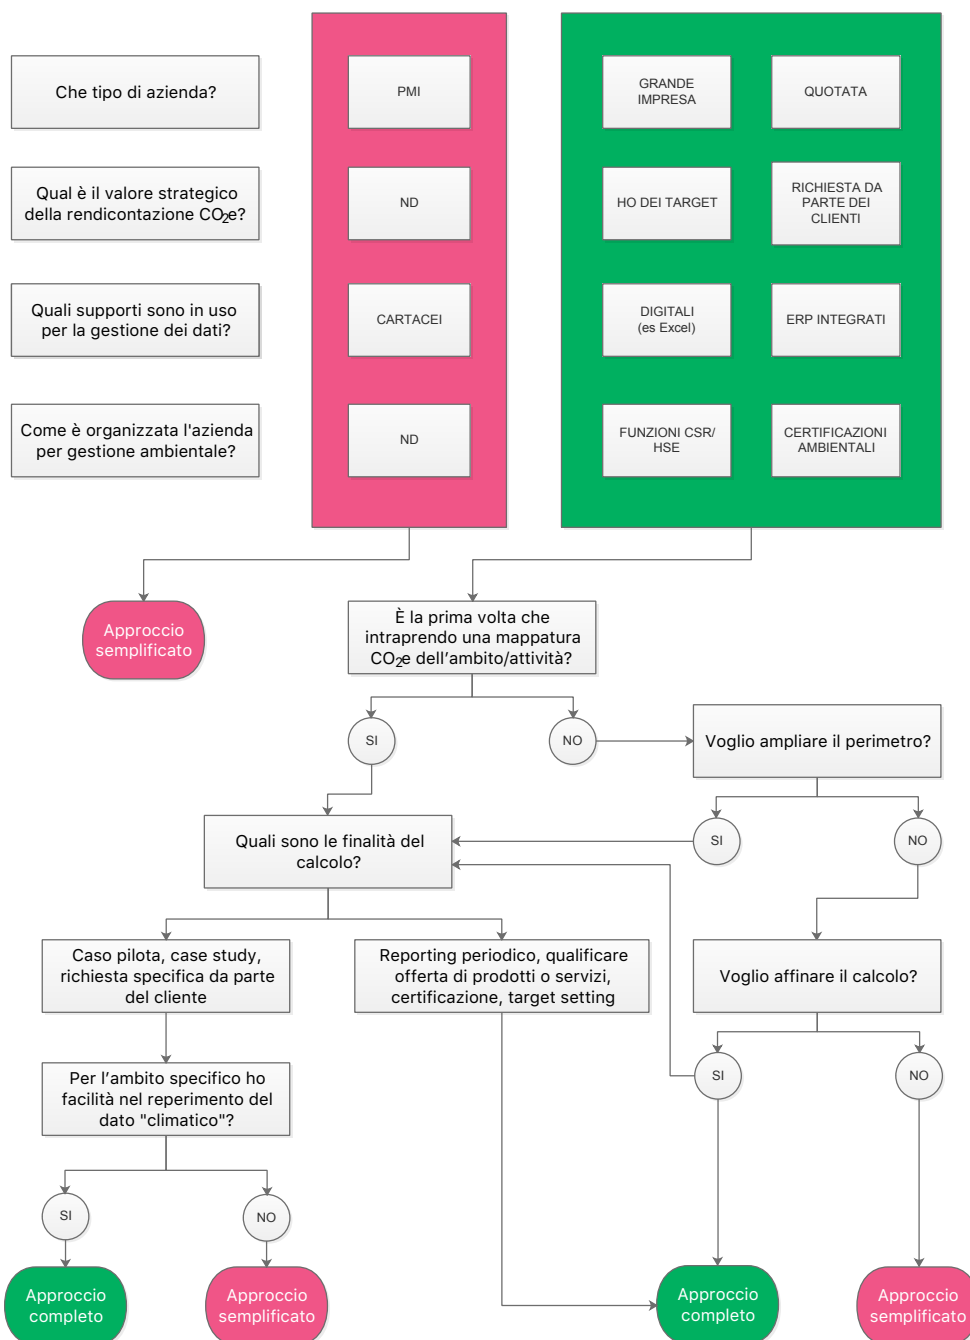 Che tipo di azienda?
PMI
GRANDE
IMPRESA
QUOTATA
Qual è il valore strategico
della rendicontazione CO2e?
ND
HO DEI TARGET
RICHIESTA DA
PARTE DEI
CLIENTI
Quali supporti sono in uso
per la gestione dei dati?
CARTACEI
DIGITALI
(es Excel)
ERP INTEGRATI
Come è organizzata l'azienda
per gestione ambientale?
ND
FUNZIONI CSR/
HSE
CERTIFICAZIONI
AMBIENTALI
Approccio
semplificato
È la prima volta che
intraprendo una mappatura
CO2e dell’ambito/attività?
SI
NO
Voglio ampliare il perimetro?
Quali sono le finalità del
calcolo?
SI
NO
Caso pilota, case study,
richiesta specifica da parte
del cliente
Reporting periodico, qualificare
offerta di prodotti o servizi,
certificazione, target setting
Voglio affinare il calcolo?
Per l’ambito specifico ho
facilità nel reperimento del
dato "climatico"?
SI
NO
SI
NO
Approccio
completo
Approccio
semplificato
Approccio
completo
Approccio
semplificato